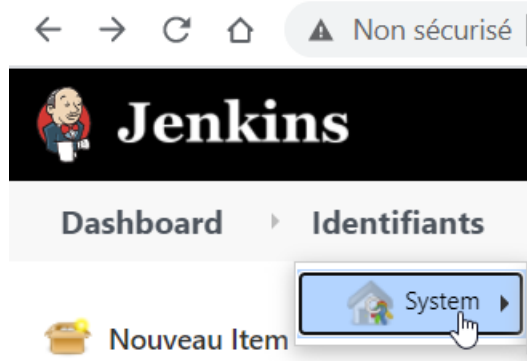 Non sécurisé
Jenkins
Dashboard Identifiants
System
Nouveau Item